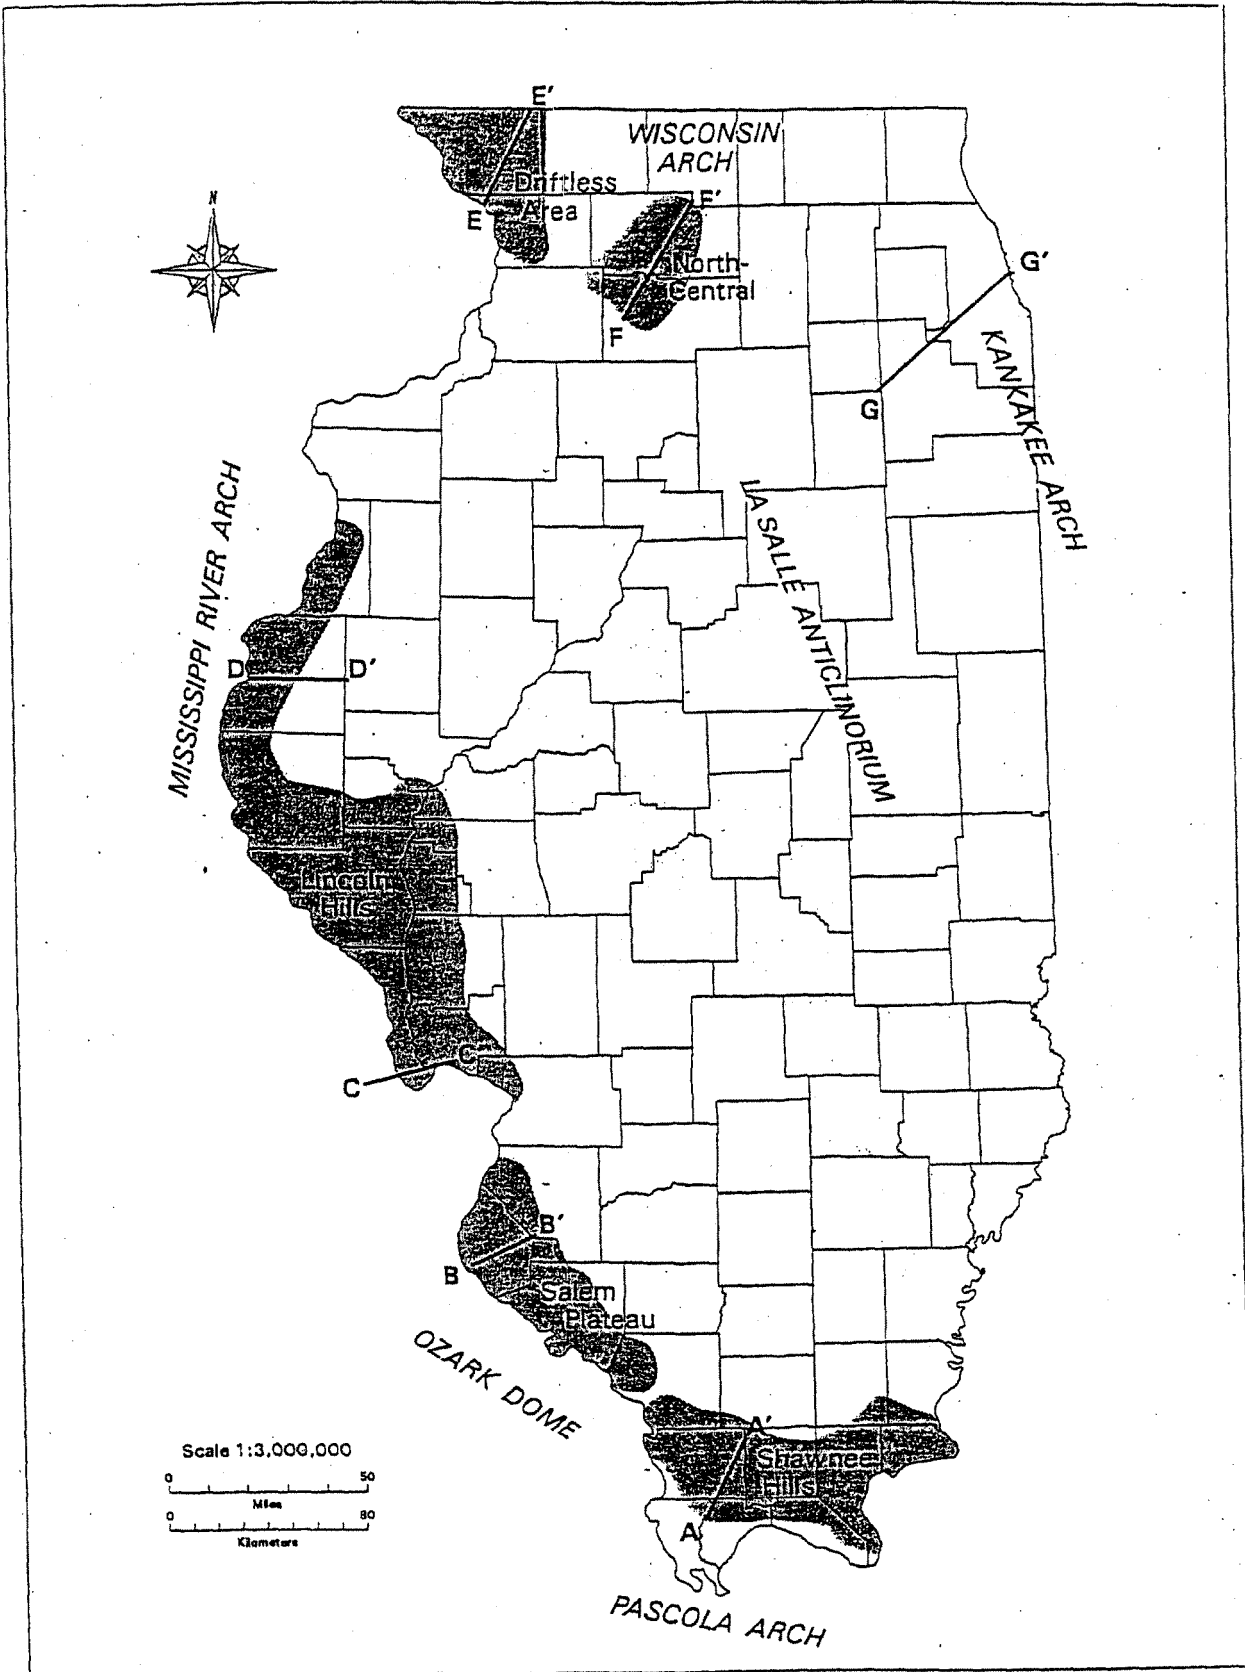 E'
WISCONSIN
ARCH
Driftless
Area
E
F'
N
North-
Central
F
G'
G
KANKAKEE ARCH
MISSISSIPPI RIVER ARCH
LA SALLE ANTICLINORIUM
D
D'
Lincoln
Hills
C
C'
B'
B
Salem
Plateau
OZARK DOME
A'
Shawnee
Hills
A
Scale 1:3,000,000
0 50
Miles
0 80
Kilometers
PASCOLA ARCH